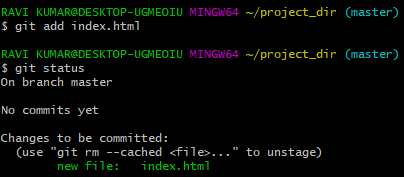 RAVI KUMAR@DESKTOP-UGMEOIU MINGW64 ~/project_dir (master)
$ git add index.html
RAVI KUMAR@DESKTOP-UGMEOIU MINGW64 ~/project_dir (master)
$ git status
On branch master
No commits yet
Changes to be committed:
(use "git rm --cached <file>..." to unstage)
new file: index.html